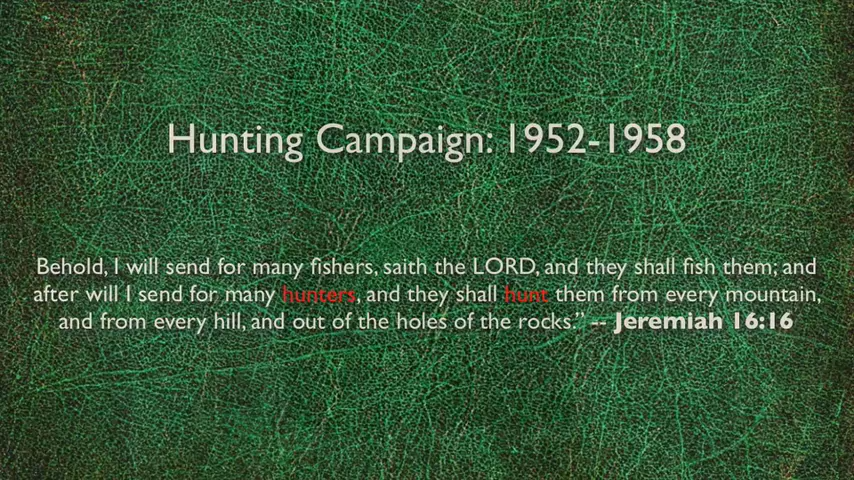 Hunting Campaign: 1952-1958
Behold, I will send for many fishers, saith the LORD, and they shall fish them; and
after will I send for many hunters, and they shall hunt them from every mountain,
and from every hill, and out of the holes of the rocks.” -- Jeremiah 16:16